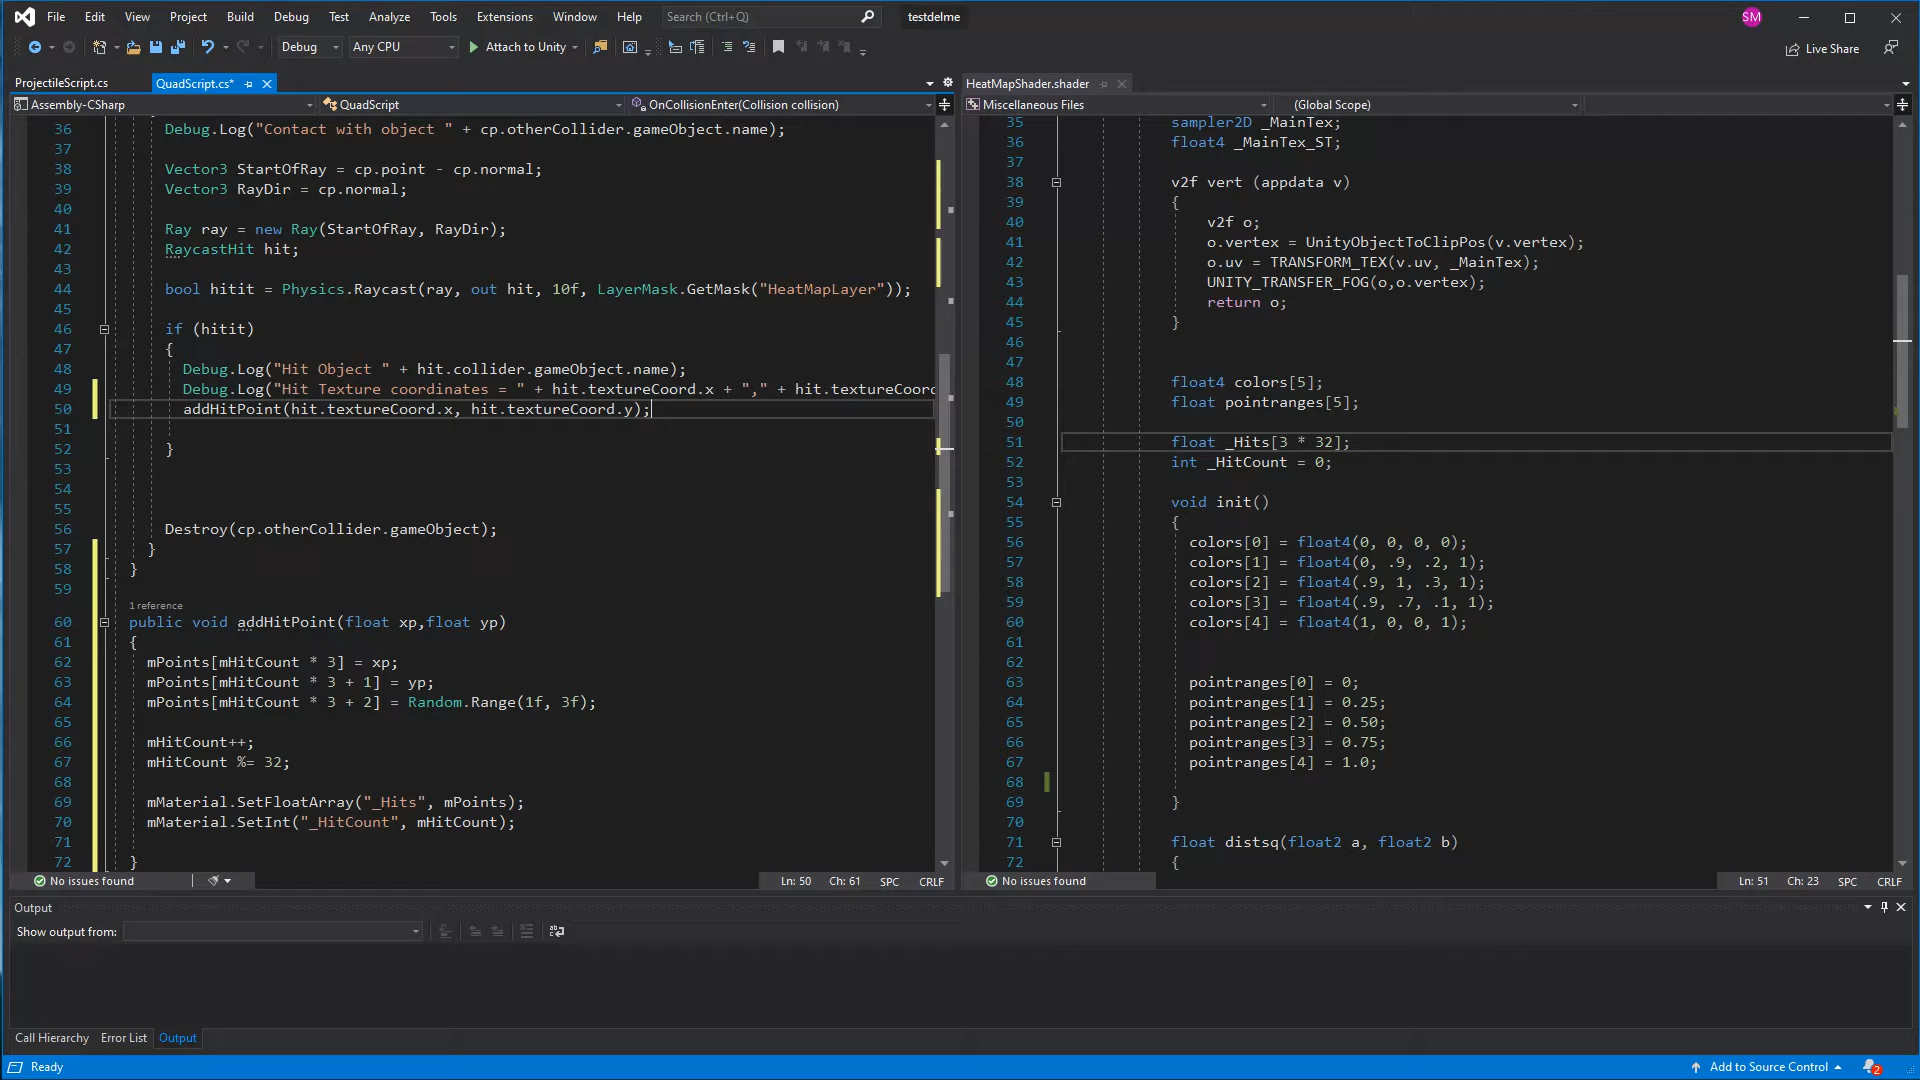 File Edit View Project Build Debug Test Analyze Tools Extensions Window Help Search (Ctrl+Q) testdelme SM
Debug Any CPU Attach to Unity Live Share
ProjectileScript.cs QuadScript.cs*
Assembly-CSharp QuadScript OnCollisionEnter(Collision collision)
36 Debug.Log("Contact with object " + cp.otherCollider.gameObject.name);
37
38 Vector3 StartOfRay = cp.point - cp.normal;
39 Vector3 RayDir = cp.normal;
40
41 Ray ray = new Ray(StartOfRay, RayDir);
42 RaycastHit hit;
43
44 bool hitit = Physics.Raycast(ray, out hit, 10f, LayerMask.GetMask("HeatMapLayer"));
45
46 if (hitit)
47 {
48 Debug.Log("Hit Object " + hit.collider.gameObject.name);
49 Debug.Log("Hit Texture coordinates = " + hit.textureCoord.x + "," + hit.textureCoord
50 addHitPoint(hit.textureCoord.x, hit.textureCoord.y);
51
52 }
53
54
55
56 Destroy(cp.otherCollider.gameObject);
57 }
58 }
59
1 reference
60 public void addHitPoint(float xp,float yp)
61 {
62 mPoints[mHitCount * 3] = xp;
63 mPoints[mHitCount * 3 + 1] = yp;
64 mPoints[mHitCount * 3 + 2] = Random.Range(1f, 3f);
65
66 mHitCount++;
67 mHitCount %= 32;
68
69 mMaterial.SetFloatArray("_Hits", mPoints);
70 mMaterial.SetInt("_HitCount", mHitCount);
71
72 }
No issues found Ln: 50 Ch: 61 SPC CRLF
HeatMapShader.shader
Miscellaneous Files (Global Scope)
35 sampler2D _MainTex;
36 float4 _MainTex_ST;
37
38 v2f vert (appdata v)
39 {
40 v2f o;
41 o.vertex = UnityObjectToClipPos(v.vertex);
42 o.uv = TRANSFORM_TEX(v.uv, _MainTex);
43 UNITY_TRANSFER_FOG(o,o.vertex);
44 return o;
45 }
46
47
48 float4 colors[5];
49 float pointranges[5];
50
51 float _Hits[3 * 32];
52 int _HitCount = 0;
53
54 void init()
55 {
56 colors[0] = float4(0, 0, 0, 0);
57 colors[1] = float4(0, .9, .2, 1);
58 colors[2] = float4(.9, 1, .3, 1);
59 colors[3] = float4(.9, .7, .1, 1);
60 colors[4] = float4(1, 0, 0, 1);
61
62
63 pointranges[0] = 0;
64 pointranges[1] = 0.25;
65 pointranges[2] = 0.50;
66 pointranges[3] = 0.75;
67 pointranges[4] = 1.0;
68
69 }
70
71 float distsq(float2 a, float2 b)
72 {
No issues found Ln: 51 Ch: 23 SPC CRLF
Output
Show output from:
Call Hierarchy Error List Output
Ready Add to Source Control 2